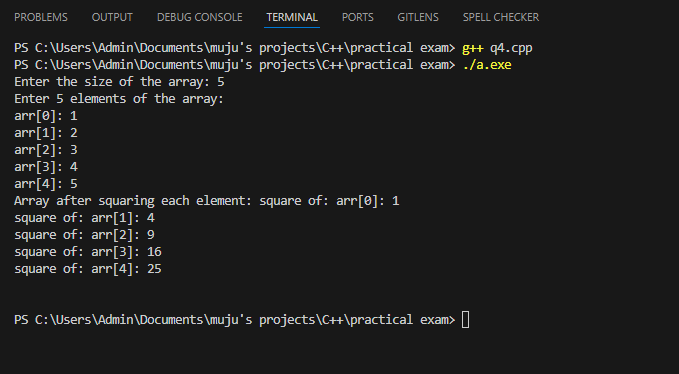 PROBLEMS OUTPUT DEBUG CONSOLE TERMINAL PORTS GITLENS SPELL CHECKER
PS C:\Users\Admin\Documents\muju's projects\C++\practical exam> g++ q4.cpp
PS C:\Users\Admin\Documents\muju's projects\C++\practical exam> ./a.exe
Enter the size of the array: 5
Enter 5 elements of the array:
arr[0]: 1
arr[1]: 2
arr[2]: 3
arr[3]: 4
arr[4]: 5
Array after squaring each element: square of: arr[0]: 1
square of: arr[1]: 4
square of: arr[2]: 9
square of: arr[3]: 16
square of: arr[4]: 25
PS C:\Users\Admin\Documents\muju's projects\C++\practical exam>